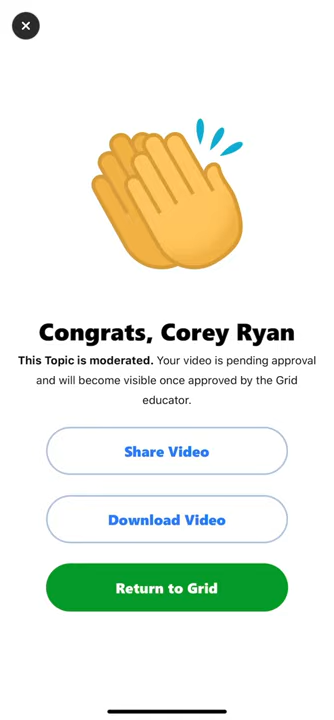 Congrats, Corey Ryan
This Topic is moderated. Your video is pending approval
and will become visible once approved by the Grid
educator.
Share Video
Download Video
Return to Grid